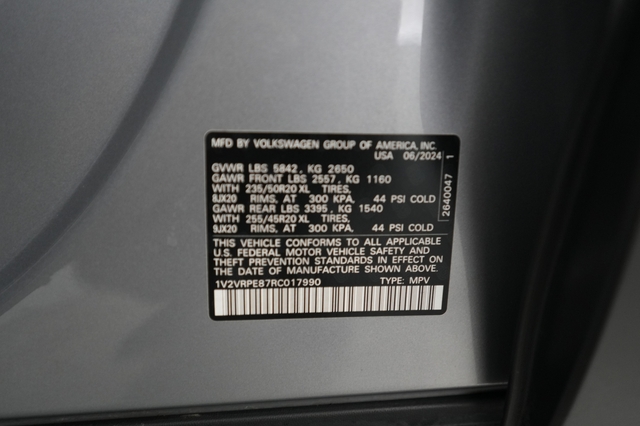 MFD BY VOLKSWAGEN GROUP OF AMERICA, INC.
USA 06/2024
GVWR LBS 5842, KG 2650
GAWR FRONT LBS 2557, KG 1160
WITH 235/50R20 XL TIRES,
8JX20 RIMS, AT 300 KPA, 44 PSI COLD
GAWR REAR LBS 3395, KG 1540
WITH 255/45R20 XL TIRES,
9JX20 RIMS, AT 300 KPA, 44 PSI COLD
THIS VEHICLE CONFORMS TO ALL APPLICABLE
U.S. FEDERAL MOTOR VEHICLE SAFETY AND
THEFT PREVENTION STANDARDS IN EFFECT ON
THE DATE OF MANUFACTURE SHOWN ABOVE.
1V2VRPE87RC017990 TYPE: MPV
2640047 1